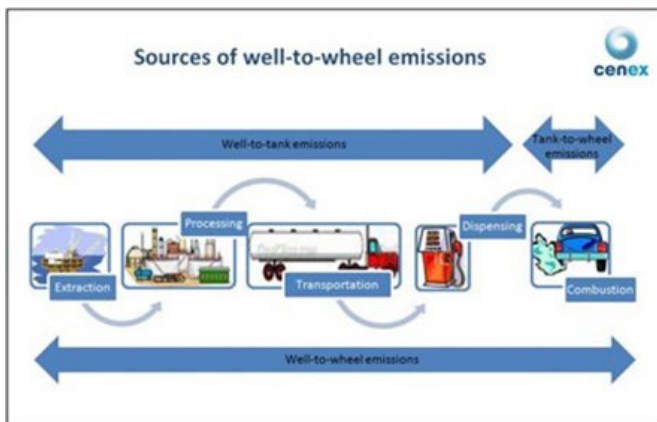 Sources of well-to-wheel emissions
cenex
Well-to-tank emissions
Tank-to-wheel
emissions
Processing
Dispensing
Extraction
Transportation
Combustion
Well-to-wheel emissions